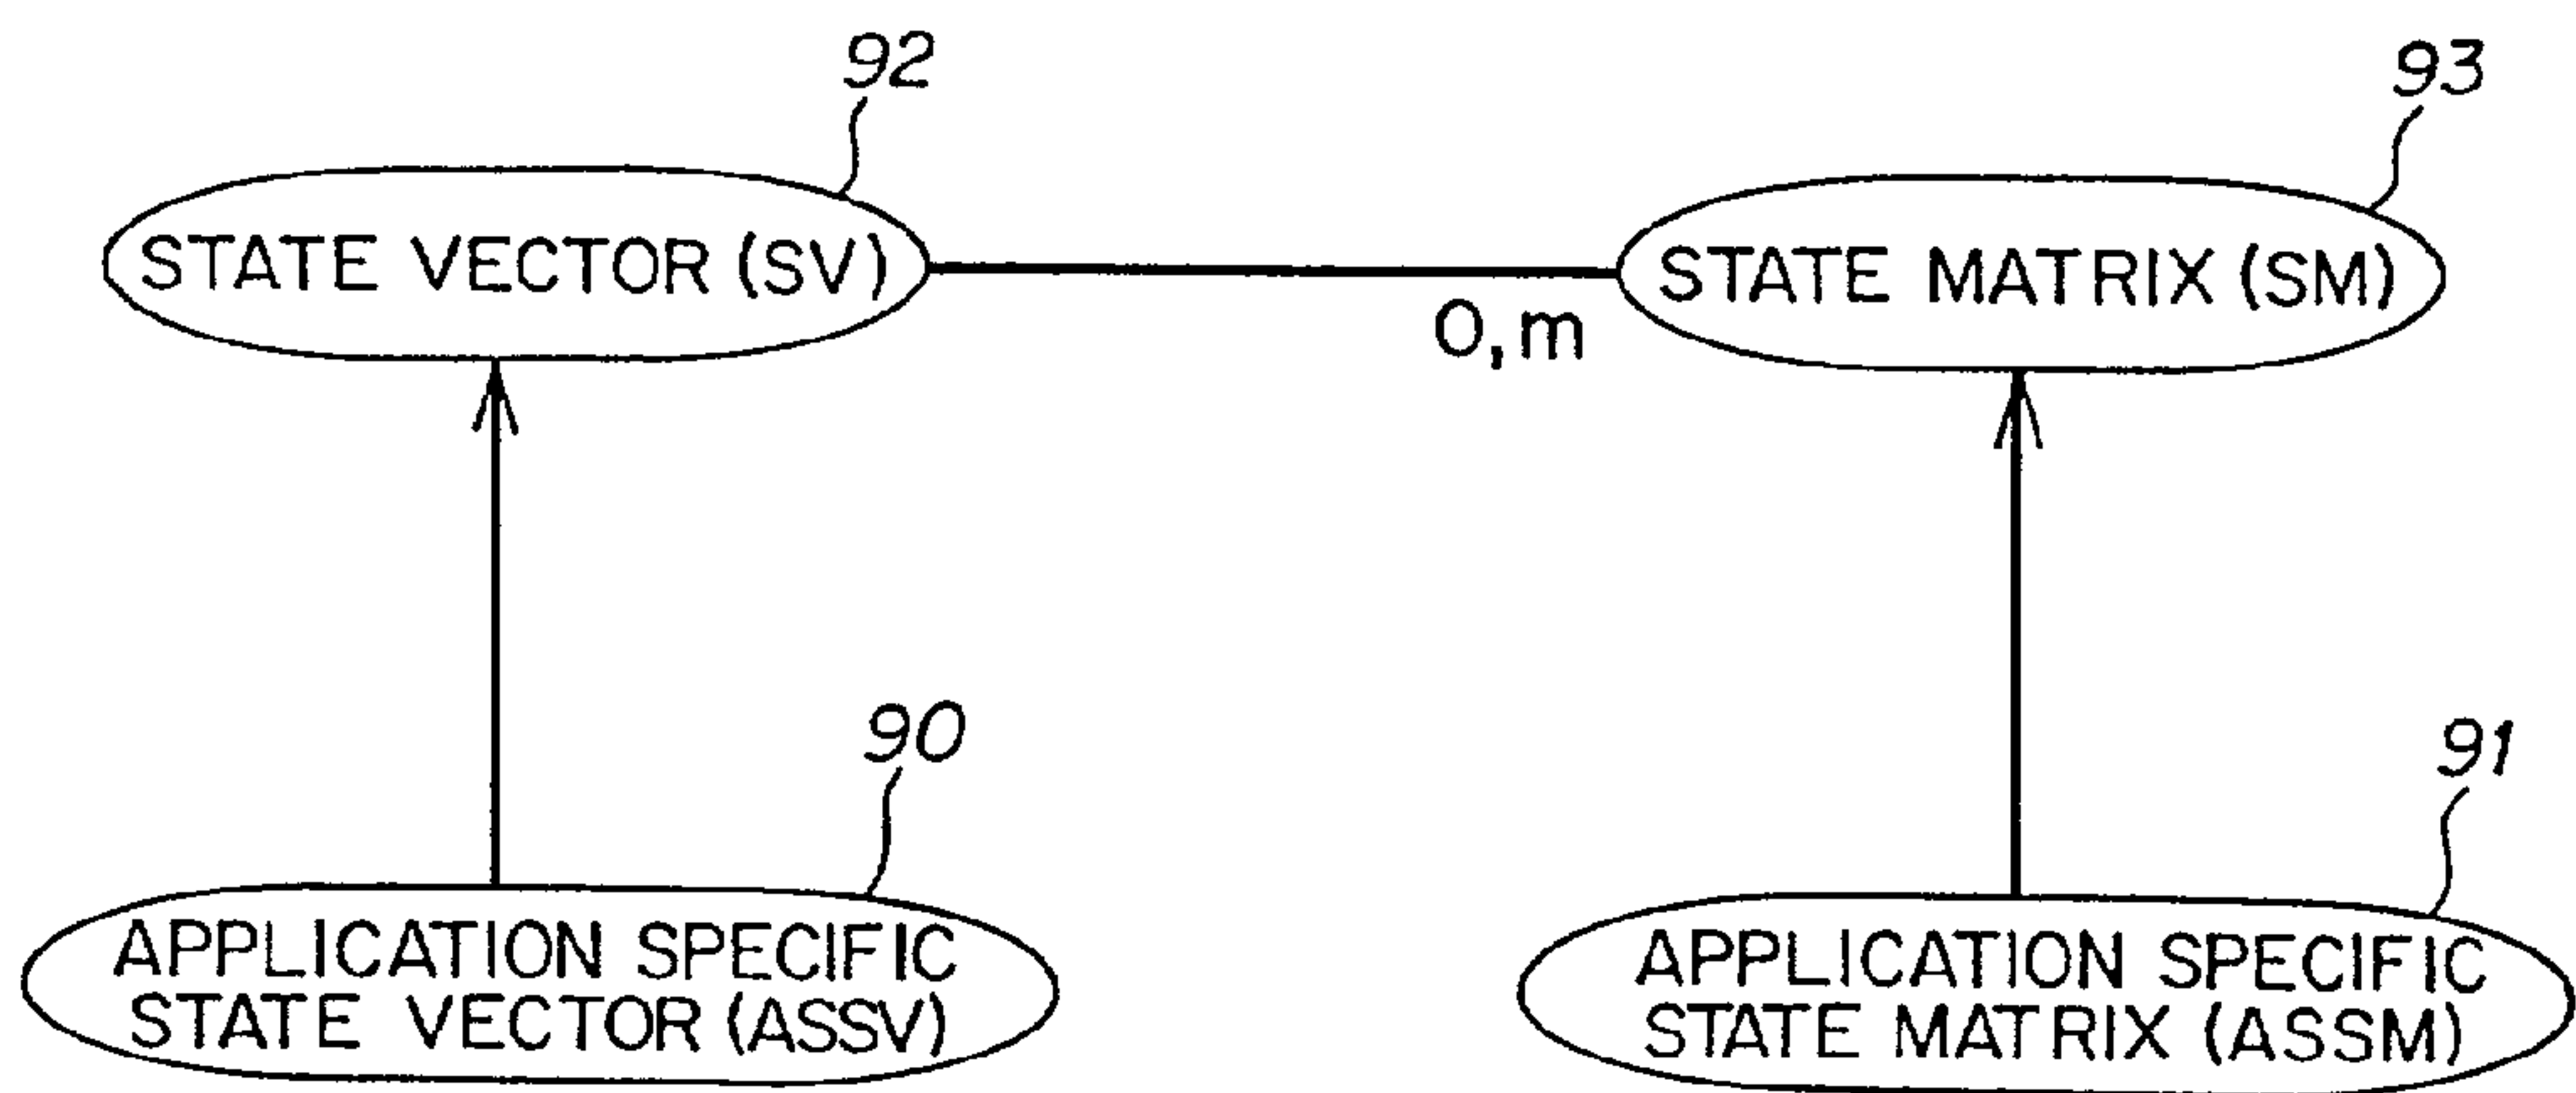 92
93
STATE VECTOR (SV)
STATE MATRIX (SM)
0,m
90
91
APPLICATION SPECIFIC
STATE VECTOR (ASSV)
APPLICATION SPECIFIC
STATE MATRIX (ASSM)